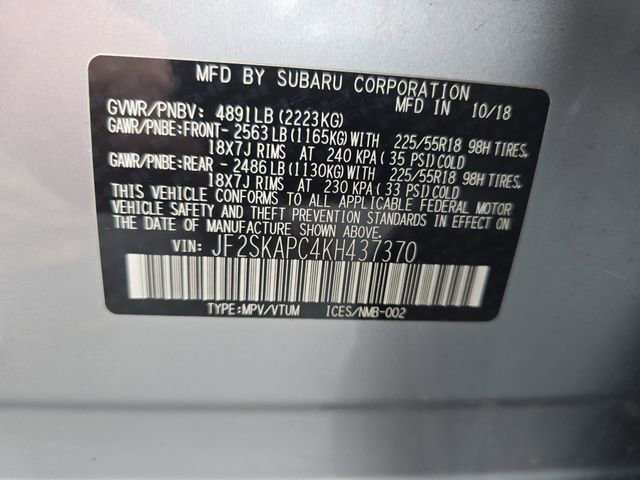 MFD BY SUBARU CORPORATION
GVWR/PNBV: 4891LB (2223KG) MFD IN 10/18
GAWR/PNBE:FRONT- 2563LB(1165KG)WITH 225/55R18 98H TIRES,
18X7J RIMS AT 240 KPA (35 PSI)COLD
GAWR/PNBE:REAR - 2486LB(1130KG)WITH 225/55R18 98H TIRES,
18X7J RIMS AT 230 KPA (33 PSI)COLD
THIS VEHICLE CONFORMS TO ALL APPLICABLE FEDERAL MOTOR
VEHICLE SAFETY AND THEFT PREVENTION STANDARDS IN EFFECT ON
THE DATE OF MANUFACTURE SHOWN ABOVE.
VIN: JF2SKAPC4KH437370
TYPE:MPV/VTUM ICES/NMB-002